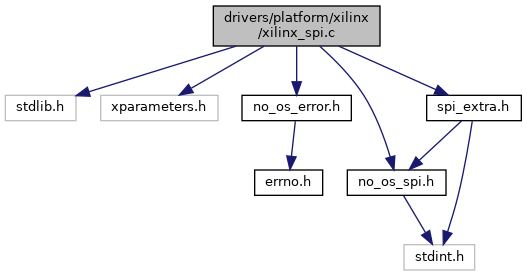 drivers/platform/xilinx
/xilinx_spi.c
stdlib.h
xparameters.h
no_os_error.h
spi_extra.h
errno.h
no_os_spi.h
stdint.h